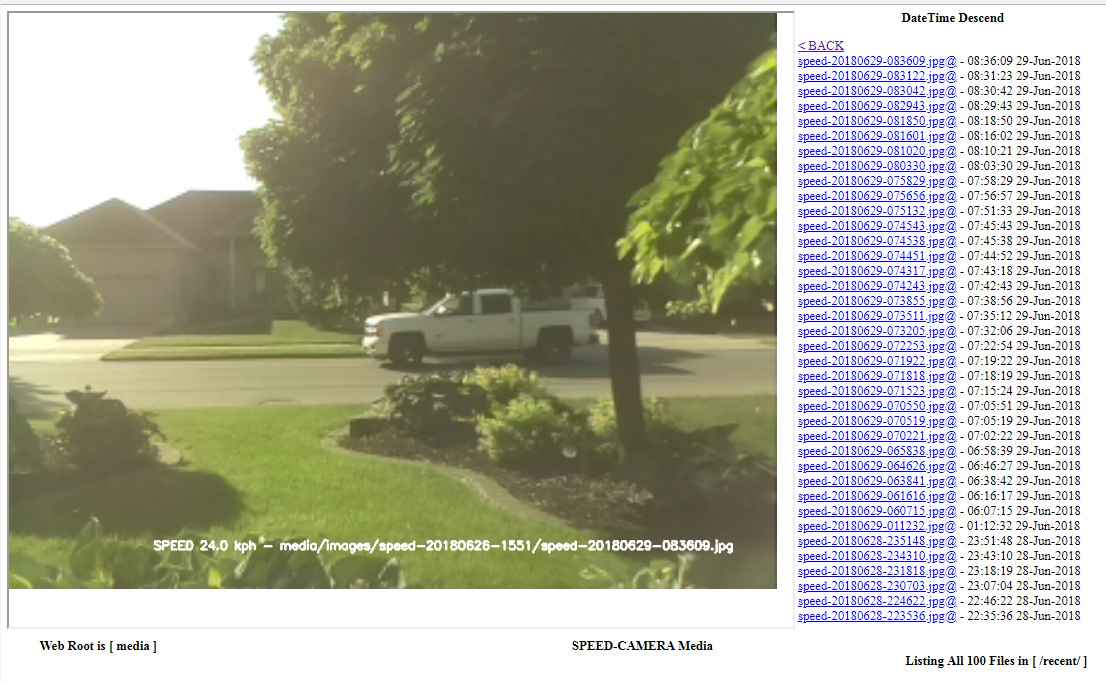 DateTime Descend
< BACK
speed-20180629-083609.jpg@ - 08:36:09 29-Jun-2018
speed-20180629-083122.jpg@ - 08:31:23 29-Jun-2018
speed-20180629-083042.jpg@ - 08:30:42 29-Jun-2018
speed-20180629-082943.jpg@ - 08:29:43 29-Jun-2018
speed-20180629-081850.jpg@ - 08:18:50 29-Jun-2018
speed-20180629-081601.jpg@ - 08:16:02 29-Jun-2018
speed-20180629-081020.jpg@ - 08:10:21 29-Jun-2018
speed-20180629-080330.jpg@ - 08:03:30 29-Jun-2018
speed-20180629-075829.jpg@ - 07:58:29 29-Jun-2018
speed-20180629-075656.jpg@ - 07:56:57 29-Jun-2018
speed-20180629-075132.jpg@ - 07:51:33 29-Jun-2018
speed-20180629-074543.jpg@ - 07:45:43 29-Jun-2018
speed-20180629-074538.jpg@ - 07:45:38 29-Jun-2018
speed-20180629-074451.jpg@ - 07:44:52 29-Jun-2018
speed-20180629-074317.jpg@ - 07:43:18 29-Jun-2018
speed-20180629-074243.jpg@ - 07:42:43 29-Jun-2018
speed-20180629-073855.jpg@ - 07:38:56 29-Jun-2018
speed-20180629-073511.jpg@ - 07:35:12 29-Jun-2018
speed-20180629-073205.jpg@ - 07:32:06 29-Jun-2018
speed-20180629-072253.jpg@ - 07:22:54 29-Jun-2018
speed-20180629-071922.jpg@ - 07:19:22 29-Jun-2018
speed-20180629-071818.jpg@ - 07:18:19 29-Jun-2018
speed-20180629-071523.jpg@ - 07:15:24 29-Jun-2018
speed-20180629-070550.jpg@ - 07:05:51 29-Jun-2018
speed-20180629-070519.jpg@ - 07:05:19 29-Jun-2018
speed-20180629-070221.jpg@ - 07:02:22 29-Jun-2018
speed-20180629-065838.jpg@ - 06:58:39 29-Jun-2018
speed-20180629-064626.jpg@ - 06:46:27 29-Jun-2018
speed-20180629-063841.jpg@ - 06:38:42 29-Jun-2018
speed-20180629-061616.jpg@ - 06:16:17 29-Jun-2018
speed-20180629-060715.jpg@ - 06:07:15 29-Jun-2018
speed-20180629-011232.jpg@ - 01:12:32 29-Jun-2018
speed-20180628-235148.jpg@ - 23:51:48 28-Jun-2018
speed-20180628-234310.jpg@ - 23:43:10 28-Jun-2018
speed-20180628-231818.jpg@ - 23:18:19 28-Jun-2018
speed-20180628-230703.jpg@ - 23:07:04 28-Jun-2018
speed-20180628-224622.jpg@ - 22:46:22 28-Jun-2018
speed-20180628-223536.jpg@ - 22:35:36 28-Jun-2018
SPEED 24.0 kph - media/images/speed-20180626-1551/speed-20180629-083609.jpg
Web Root is [ media ]
SPEED-CAMERA Media
Listing All 100 Files in [ /recent/ ]